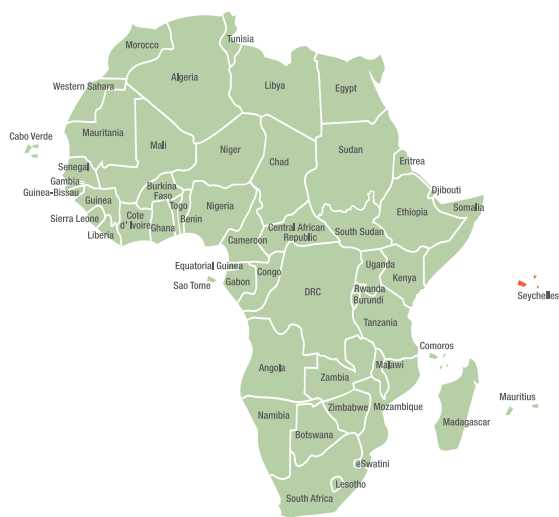 Tunisia
Morocco
Algeria
Libya
Egypt
Western Sahara
Mauritania
Mali
Niger
Chad
Sudan
Eritrea
Cabo Verde
Senegal
Gambia
Guinea-Bissau
Guinea
Sierra Leone
Liberia
Cote
d' Ivoire
Burkina
Faso
Ghana
Togo
Benin
Nigeria
Djibouti
Somalia
Ethiopia
Central African
Republic
South Sudan
Cameroon
Equatorial Guinea
Sao Tome
Gabon
Congo
DRC
Uganda
Kenya
Rwanda
Burundi
Tanzania
Seychelles
Comoros
Angola
Zambia
Malawi
Mozambique
Zimbabwe
Namibia
Botswana
Madagascar
Mauritius
eSwatini
Lesotho
South Africa